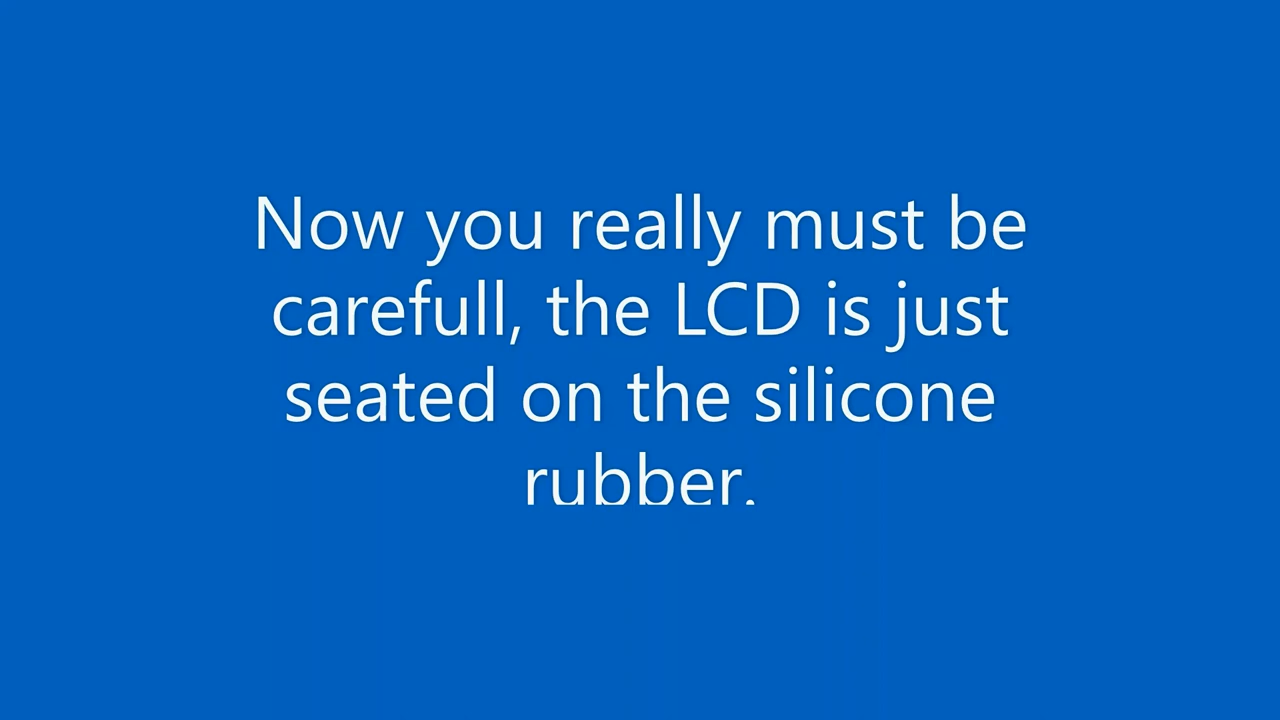 Now you really must be
carefull, the LCD is just
seated on the silicone
rubber.